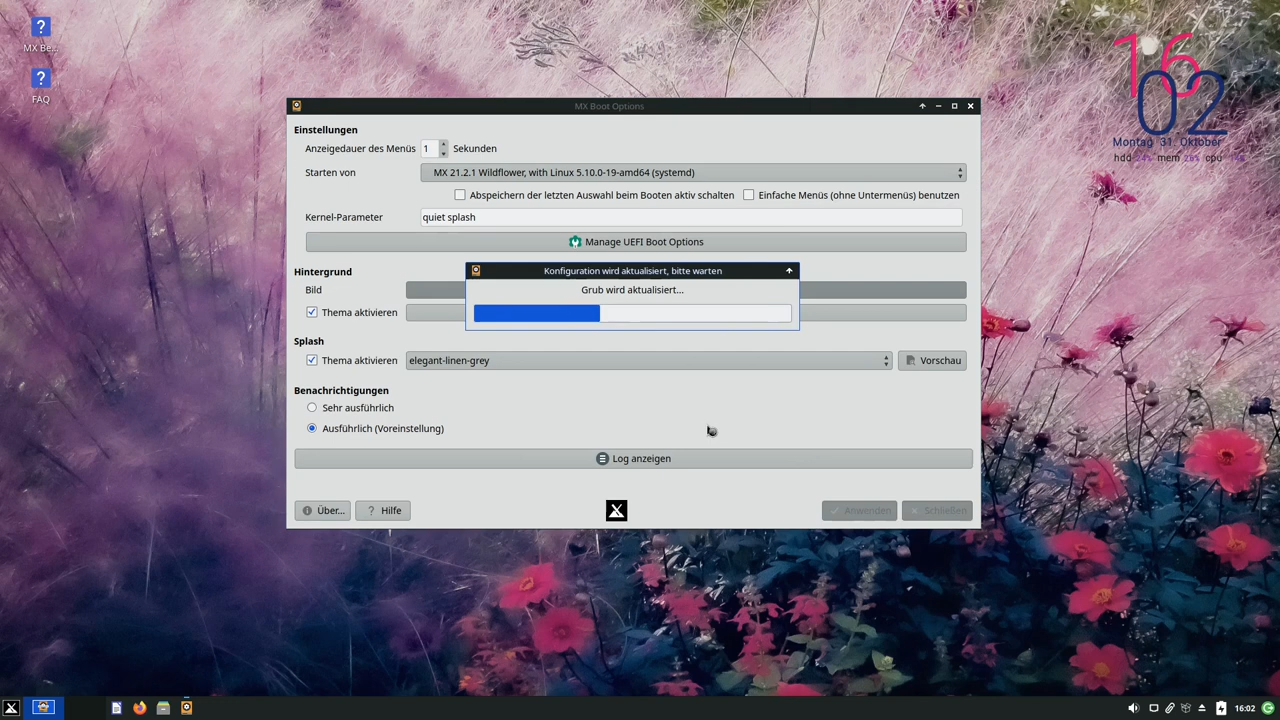 MX Be...
FAQ
16
02
Montag 31. Oktober
hdd 24% mem 26% cpu 14%
MX Boot Options
Einstellungen
Anzeigedauer des Menüs 1 Sekunden
Starten von MX 21.2.1 Wildflower, with Linux 5.10.0-19-amd64 (systemd)
Abspeichern der letzten Auswahl beim Booten aktiv schalten Einfache Menüs (ohne Untermenüs) benutzen
Kernel-Parameter quiet splash
Manage UEFI Boot Options
Konfiguration wird aktualisiert, bitte warten
Grub wird aktualisiert...
Hintergrund
Bild
Thema aktivieren
Splash
Thema aktivieren elegant-linen-grey Vorschau
Benachrichtigungen
Sehr ausführlich
Ausführlich (Voreinstellung)
Log anzeigen
Über... Hilfe Anwenden Schließen
16:02